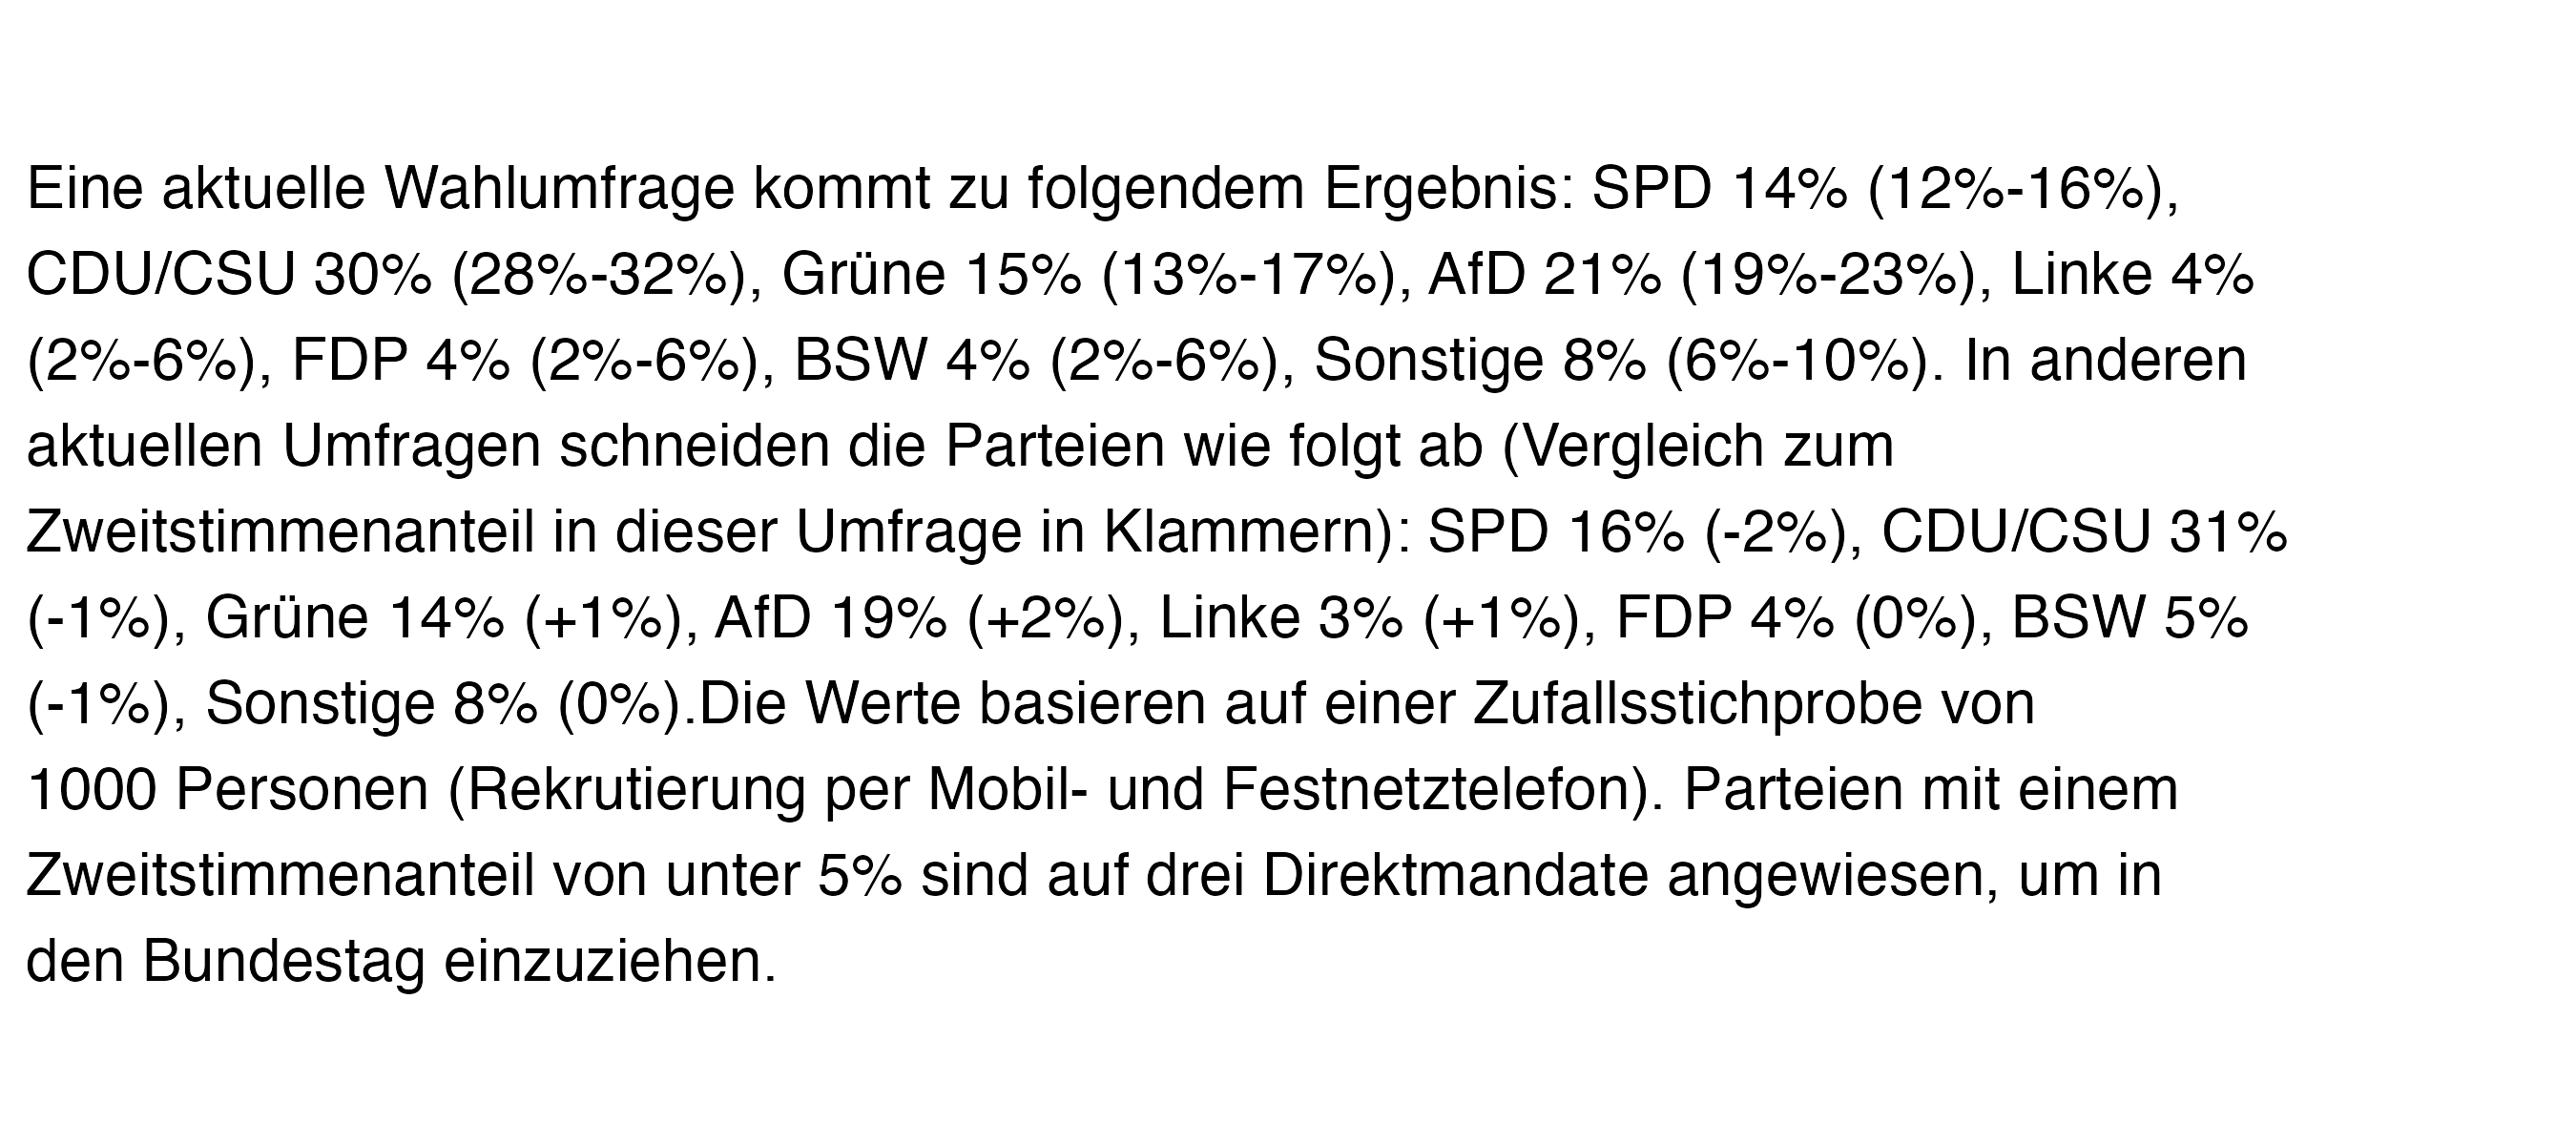 Eine aktuelle Wahlumfrage kommt zu folgendem Ergebnis: SPD 14% (12%-16%),
CDU/CSU 30% (28%-32%), Grüne 15% (13%-17%), AfD 21% (19%-23%), Linke 4%
(2%-6%), FDP 4% (2%-6%), BSW 4% (2%-6%), Sonstige 8% (6%-10%). In anderen
aktuellen Umfragen schneiden die Parteien wie folgt ab (Vergleich zum
Zweitstimmenanteil in dieser Umfrage in Klammern): SPD 16% (-2%), CDU/CSU 31%
(-1%), Grüne 14% (+1%), AfD 19% (+2%), Linke 3% (+1%), FDP 4% (0%), BSW 5%
(-1%), Sonstige 8% (0%).Die Werte basieren auf einer Zufallsstichprobe von
1000 Personen (Rekrutierung per Mobil- und Festnetztelefon). Parteien mit einem
Zweitstimmenanteil von unter 5% sind auf drei Direktmandate angewiesen, um in
den Bundestag einzuziehen.